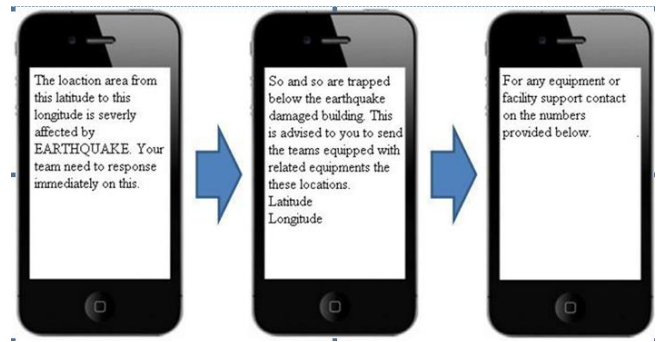 The loaction area from
this latitude to this
longitude is severly
affected by
EARTHQUAKE. Your
team need to response
immediately on this.
So and so are trapped
below the earthquake
damaged building. This
is advised to you to send
the teams equipped with
related equipments the
these locations.
Latitude
Longitude
For any equipment or
facility support contact
on the numbers
provided below.